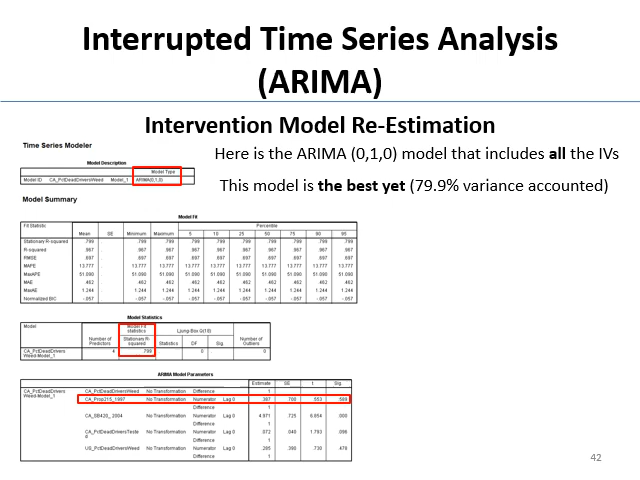 Interrupted Time Series Analysis
(ARIMA)
Intervention Model Re-Estimation
Time Series Modeler
Here is the ARIMA (0,1,0) model that includes all the IVs
Model Description
Model Type
Model ID CA_PctDeadDriversWeed Model_1 ARIMA(0,1,0)
This model is the best yet (79.9% variance accounted)
Model Summary
Model Fit
Fit Statistic Mean SE Minimum Maximum Percentile
5 10 25 50 75 90 95
Stationary R-squared .799 .799 .799 .799 .799 .799 .799 .799 .799 .799
R-squared .967 .967 .967 .967 .967 .967 .967 .967 .967 .967
RMSE .697 .697 .697 .697 .697 .697 .697 .697 .697 .697
MAPE 13.777 13.777 13.777 13.777 13.777 13.777 13.777 13.777 13.777 13.777
MaxAPE 51.090 51.090 51.090 51.090 51.090 51.090 51.090 51.090 51.090 51.090
MAE .462 .462 .462 .462 .462 .462 .462 .462 .462 .462
MaxAE 1.244 1.244 1.244 1.244 1.244 1.244 1.244 1.244 1.244 1.244
Normalized BIC -.057 -.057 -.057 -.057 -.057 -.057 -.057 -.057 -.057 -.057
Model Statistics
Model Number of Predictors Model Fit statistics Ljung-Box Q(18) Number of Outliers
Stationary R-squared Statistics DF Sig.
CA_PctDeadDriversWeed-Model_1 4 .799 0 0
ARIMA Model Parameters
Estimate SE t Sig.
CA_PctDeadDriversWeed-Model_1 CA_PctDeadDriversWeed No Transformation Difference 1
CA_Prop215_1997 No Transformation Numerator Lag 0 .387 .700 .553 .589
Difference 1
CA_SB420_2004 No Transformation Numerator Lag 0 4.971 .725 6.854 .000
Difference 1
CA_PctDeadDriversTested No Transformation Numerator Lag 0 .072 .040 1.793 .096
Difference 1
US_PctDeadDriversWeed No Transformation Numerator Lag 0 .285 .390 .730 .478
Difference 1
42